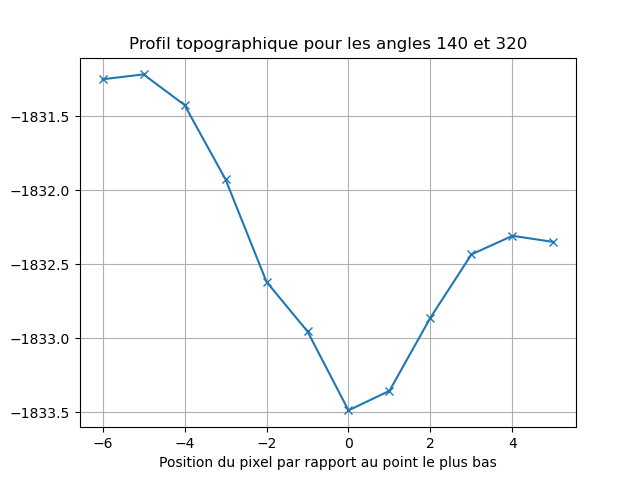 Profil topographique pour les angles 140 et 320
−1831.5
−1832.0
−1832.5
−1833.0
−1833.5
−6 −4 −2 0 2 4
Position du pixel par rapport au point le plus bas